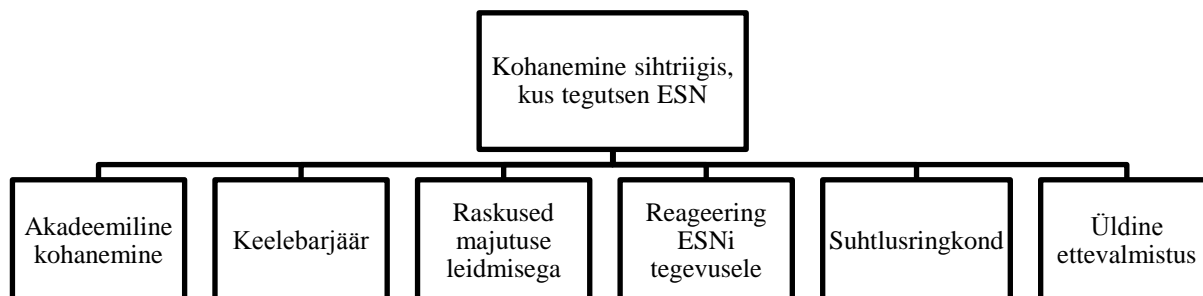 Kohanemine sihtriigis,
kus tegutsen ESN
Akadeemiline
kohanemine
Keelebarjäär
Raskused
majutuse
leidmisega
Reageering
ESNi
tegevusele
Suhtlusringkond
Üldine
ettevalmistus